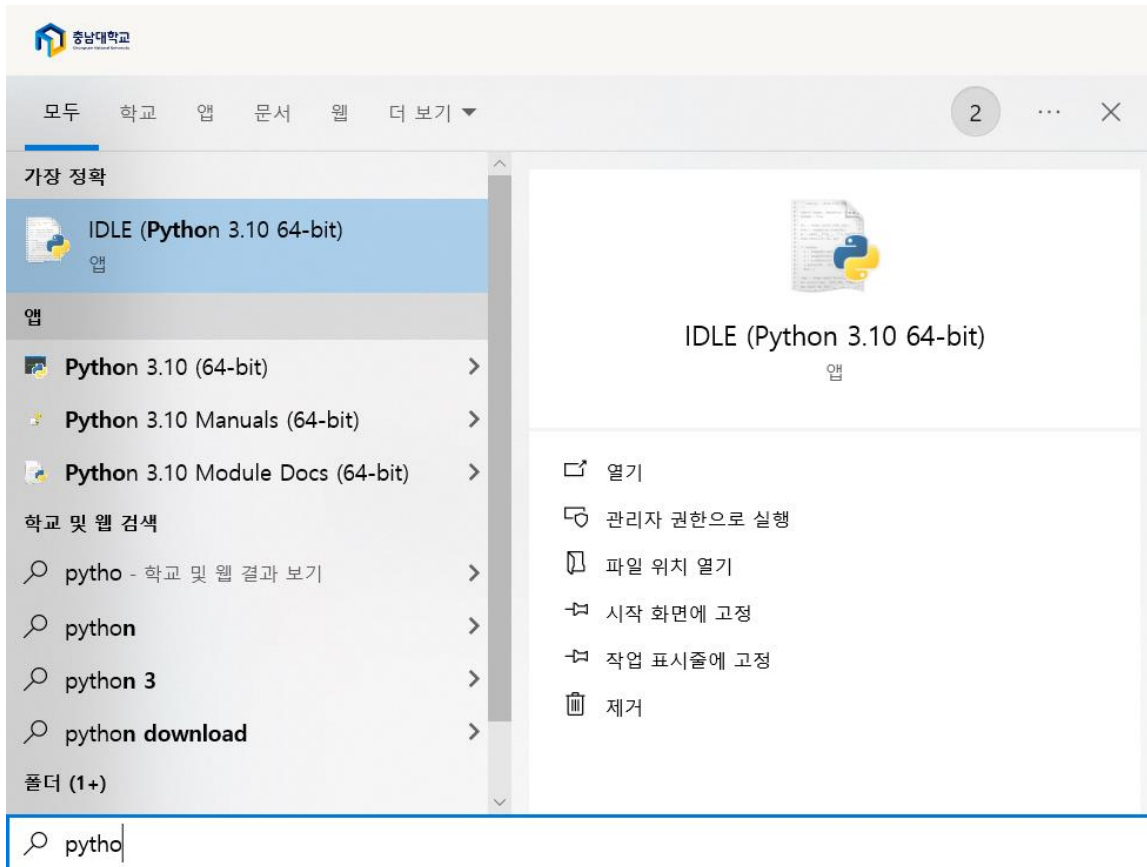 충남대학교
모두 학교 앱 문서 웹 더 보기
2 ...
가장 정확
IDLE (Python 3.10 64-bit)
앱
앱
Python 3.10 (64-bit)
Python 3.10 Manuals (64-bit)
Python 3.10 Module Docs (64-bit)
학교 및 웹 검색
pytho - 학교 및 웹 결과 보기
python
python 3
python download
폴더 (1+)
pytho
IDLE (Python 3.10 64-bit)
앱
열기
관리자 권한으로 실행
파일 위치 열기
시작 화면에 고정
작업 표시줄에 고정
제거